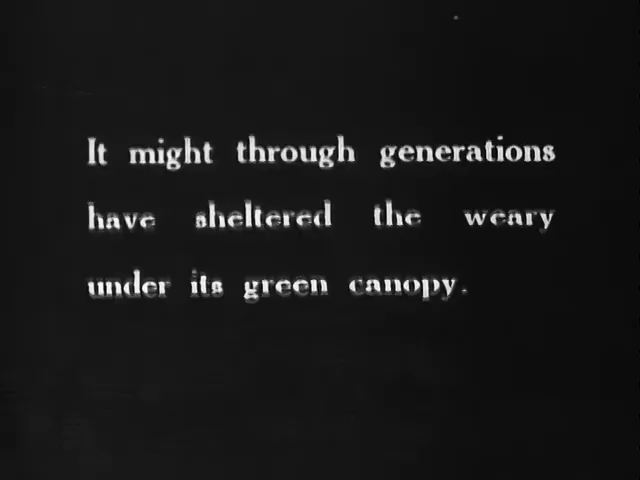 It might through generations
have sheltered the weary
under its green canopy.